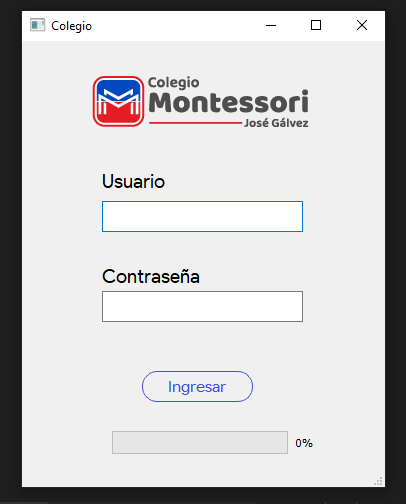 Colegio
Colegio
Montessori
José Gálvez
Usuario
Contraseña
Ingresar
0%